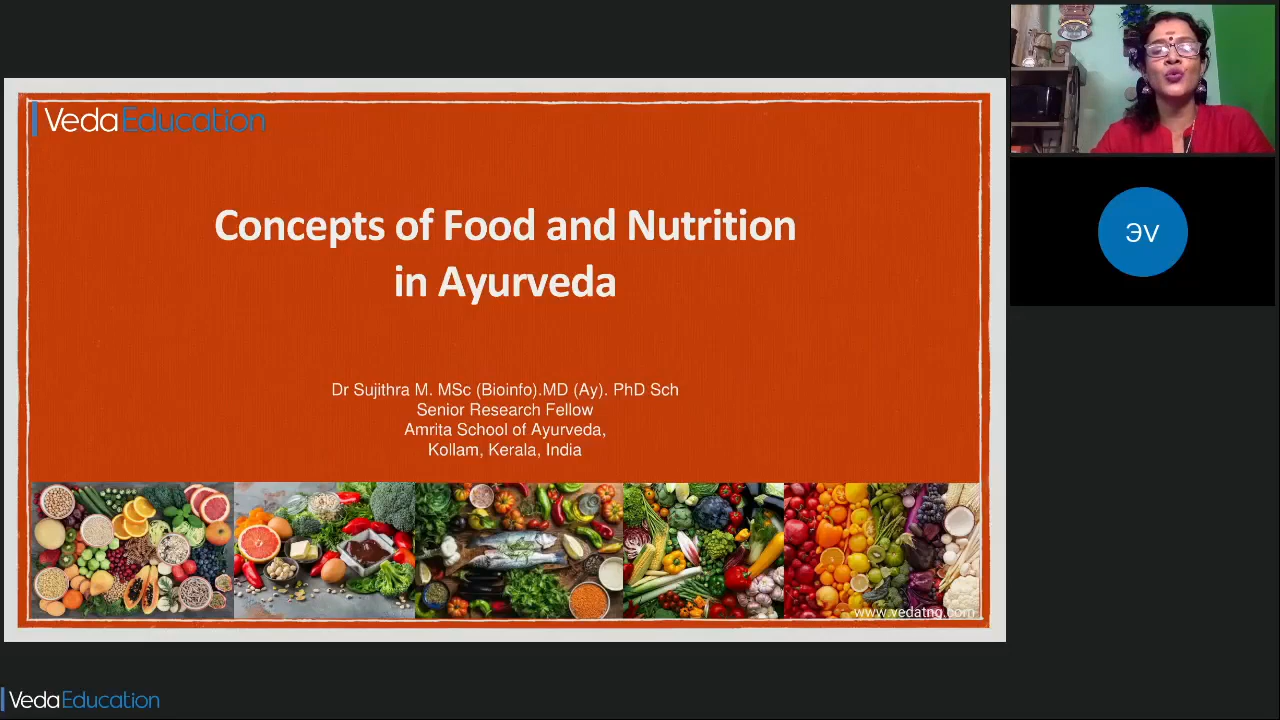 VedaEducation
Concepts of Food and Nutrition
in Ayurveda
Dr Sujithra M. MSc (Bioinfo).MD (Ay). PhD Sch
Senior Research Fellow
Amrita School of Ayurveda,
Kollam, Kerala, India
www.vedatng.com
ЭV
VedaEducation